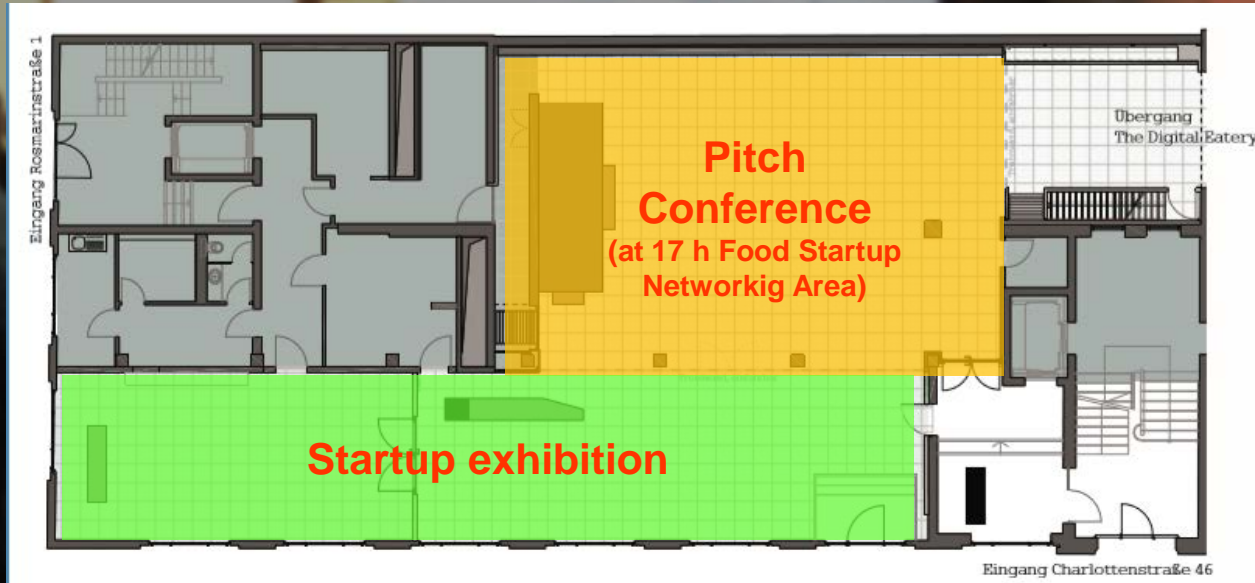 Eingang Rosmarinstraße 1
Übergang
The Digital Eatery
Pitch
Conference
(at 17 h Food Startup
Networkig Area)
Startup exhibition
Eingang Charlottenstraße 46